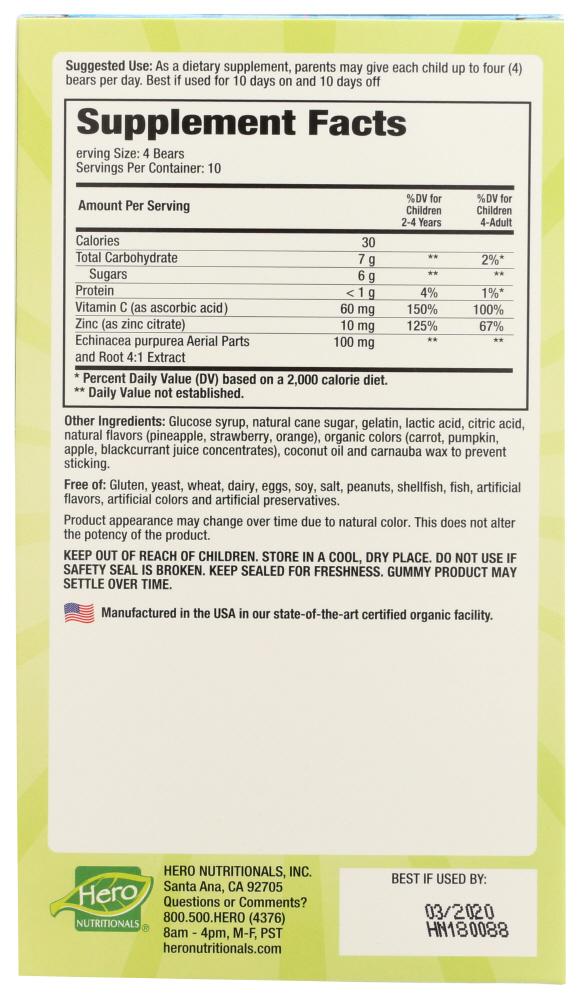 Suggested Use: As a dietary supplement, parents may give each child up to four (4)
bears per day. Best if used for 10 days on and 10 days off
Supplement Facts
erving Size: 4 Bears
Servings Per Container: 10
Amount Per Serving
%DV for Children 2-4 Years
%DV for Children 4-Adult
Calories 30
Total Carbohydrate 7 g ** 2%*
Sugars 6 g ** **
Protein < 1 g 4% 1%*
Vitamin C (as ascorbic acid) 60 mg 150% 100%
Zinc (as zinc citrate) 10 mg 125% 67%
Echinacea purpurea Aerial Parts 100 mg ** **
and Root 4:1 Extract
* Percent Daily Value (DV) based on a 2,000 calorie diet.
** Daily Value not established.
Other Ingredients: Glucose syrup, natural cane sugar, gelatin, lactic acid, citric acid,
natural flavors (pineapple, strawberry, orange), organic colors (carrot, pumpkin,
apple, blackcurrant juice concentrates), coconut oil and carnauba wax to prevent
sticking.
Free of: Gluten, yeast, wheat, dairy, eggs, soy, salt, peanuts, shellfish, fish, artificial
flavors, artificial colors and artificial preservatives.
Product appearance may change over time due to natural color. This does not alter
the potency of the product.
KEEP OUT OF REACH OF CHILDREN. STORE IN A COOL, DRY PLACE. DO NOT USE IF
SAFETY SEAL IS BROKEN. KEEP SEALED FOR FRESHNESS. GUMMY PRODUCT MAY
SETTLE OVER TIME.
Manufactured in the USA in our state-of-the-art certified organic facility.
Hero
NUTRITIONALS®
HERO NUTRITIONALS, INC.
Santa Ana, CA 92705
Questions or Comments?
800.500.HERO (4376)
8am - 4pm, M-F, PST
heronutritionals.com
BEST IF USED BY:
03/2020
HN180088